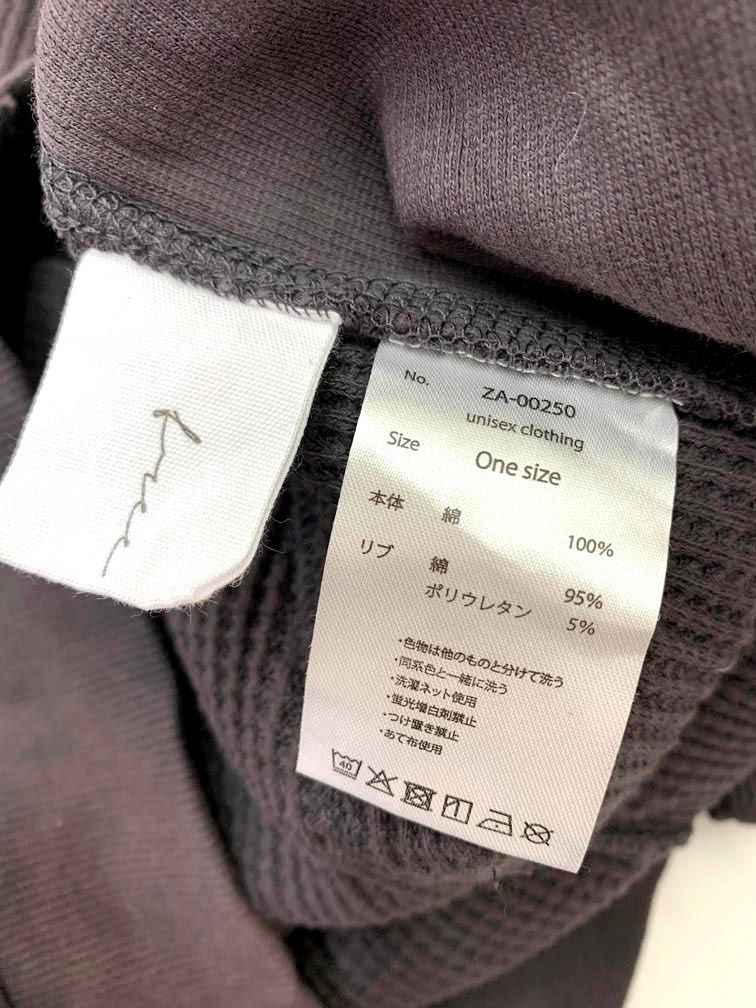 No. ZA-00250
unisex clothing
Size One size
本体 綿 100%
リブ 綿 95%
ポリウレタン 5%
・色物は他のものと分けて洗う
・同系色と一緒に洗う
・洗濯ネット使用
・蛍光増白剤禁止
・つけ置き禁止
・あて布使用
40